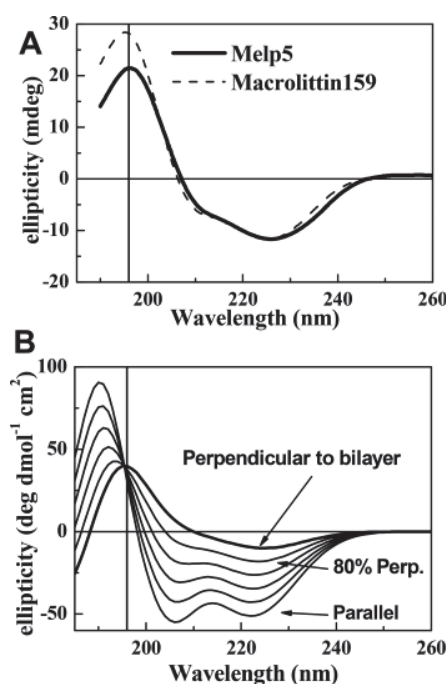 A
30
20
10
0
-10
-20
ellipticity (mdeg)
Melp5
Macrolittin159
200 220 240 260
Wavelength (nm)
B
100
50
0
-50
ellipticity (deg dmol⁻¹ cm²)
Perpendicular to bilayer
80% Perp.
Parallel
200 220 240 260
Wavelength (nm)